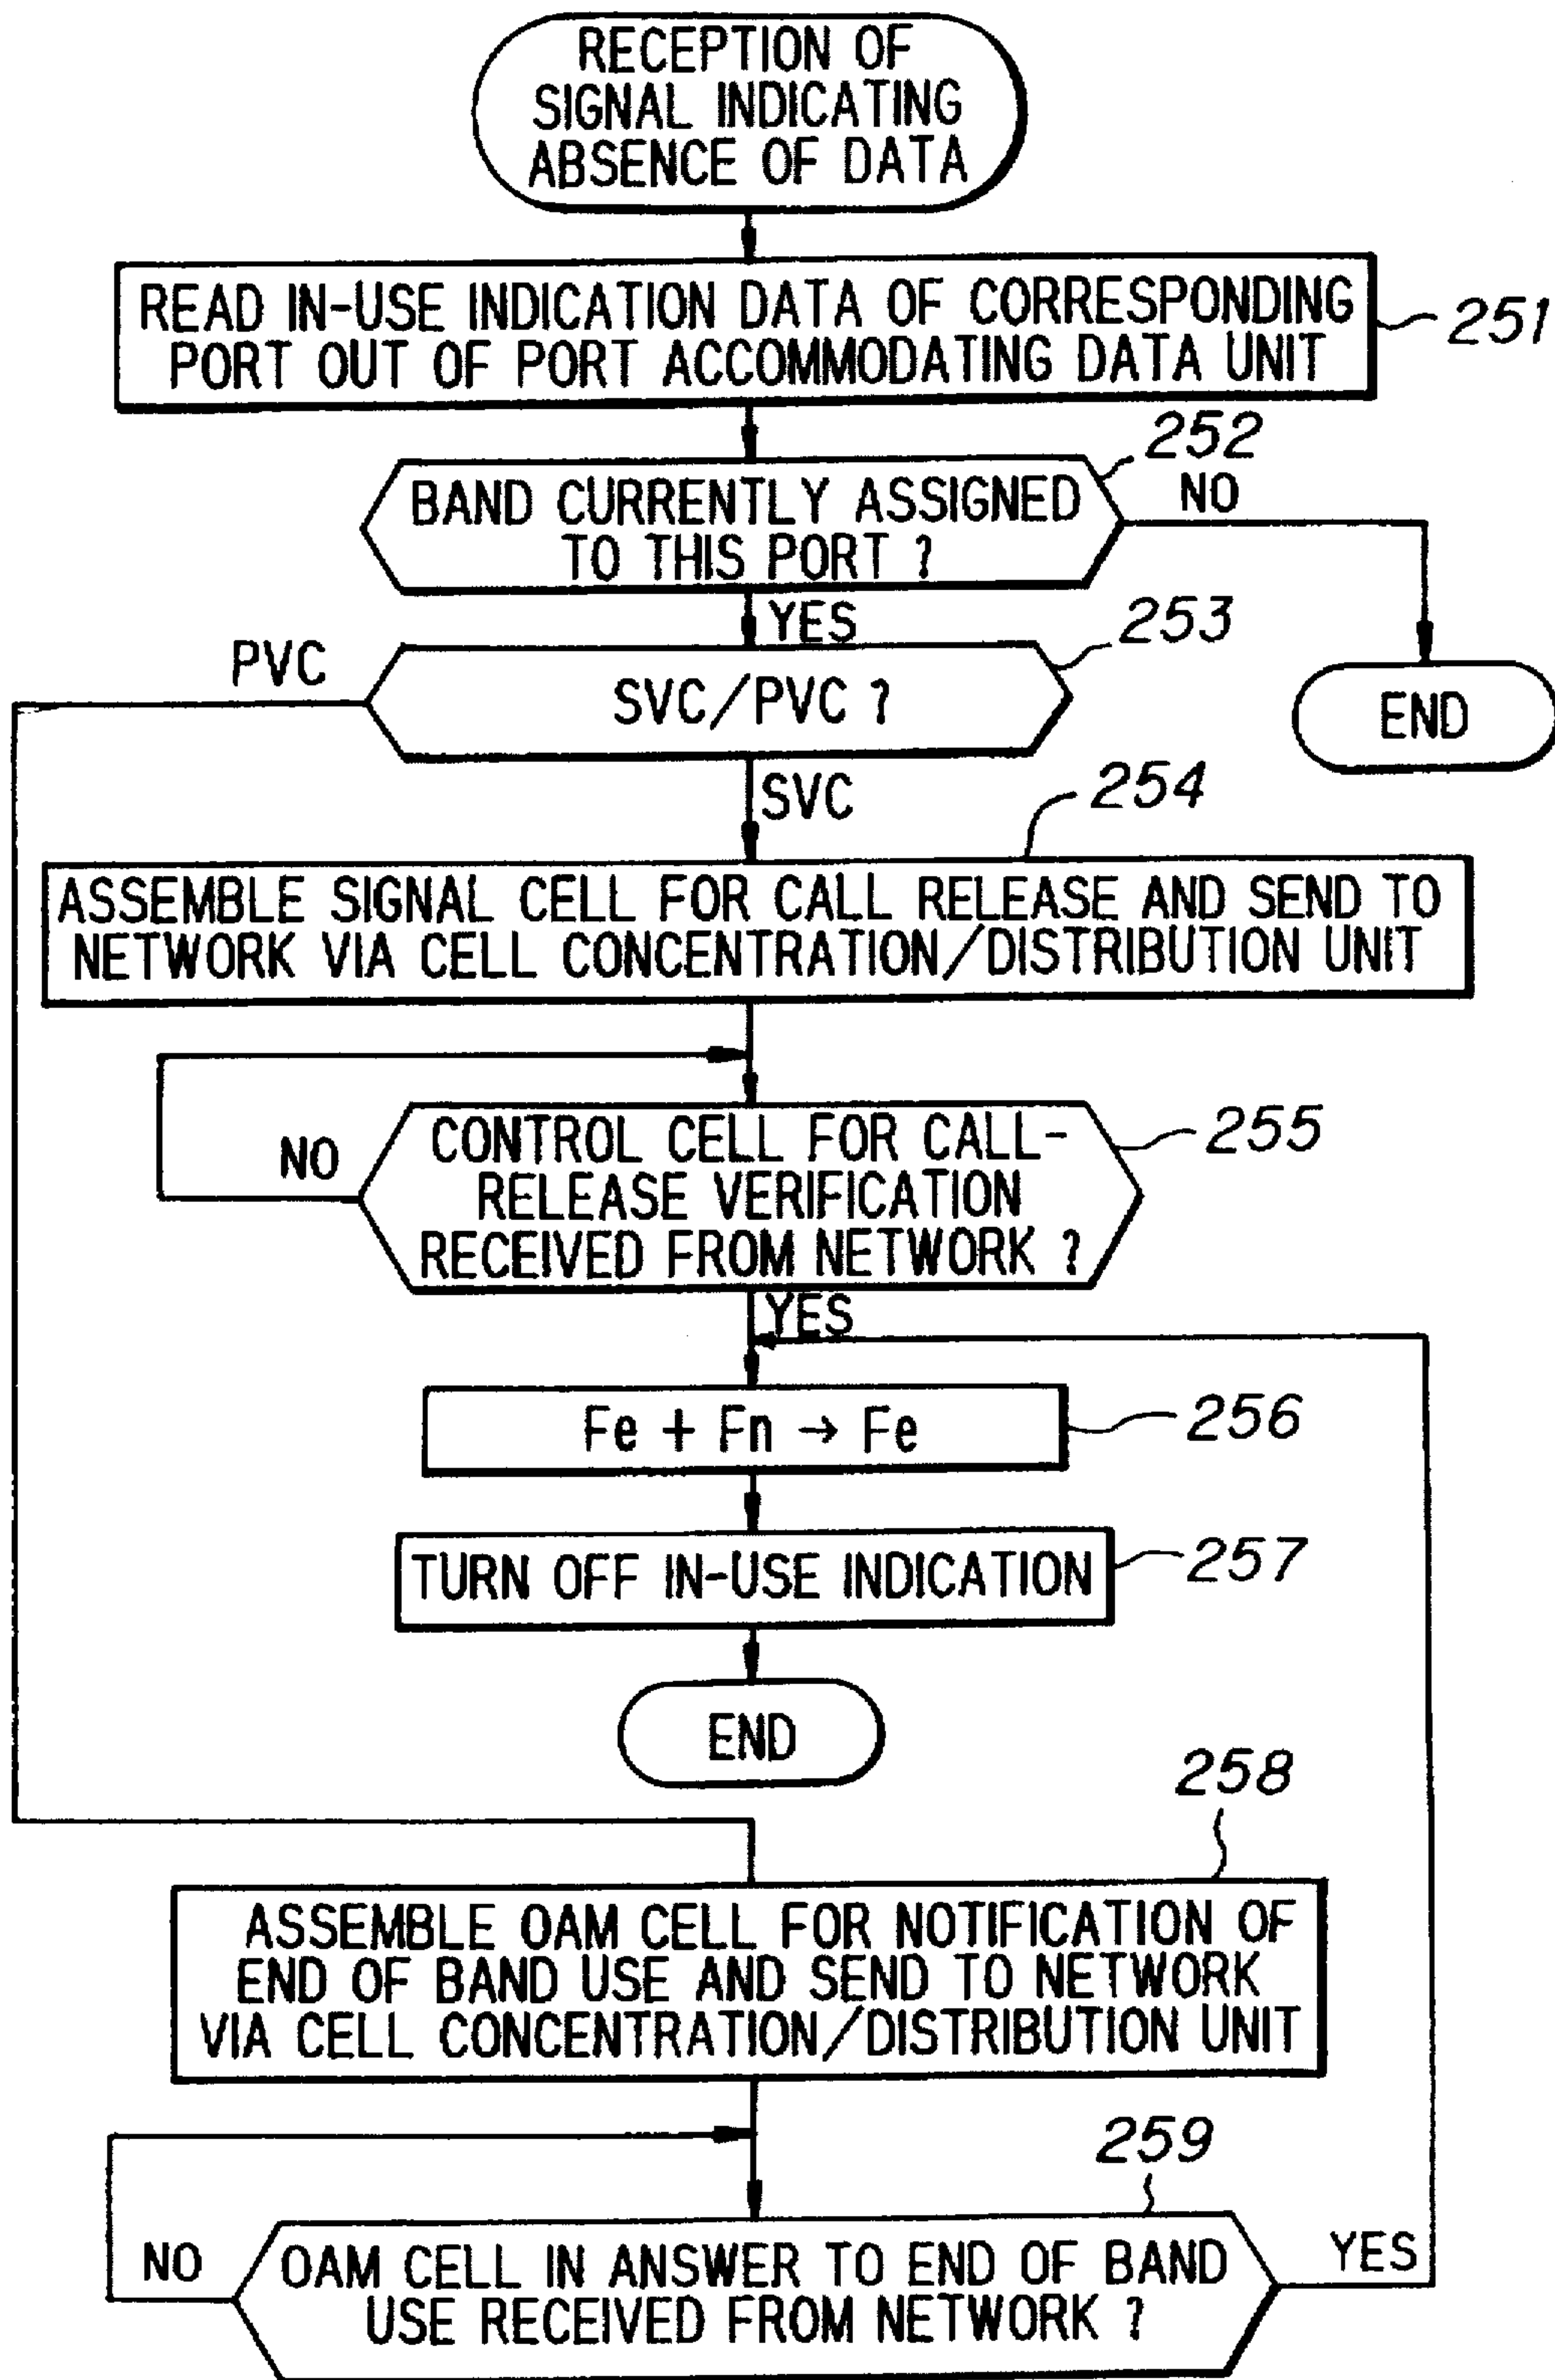 RECEPTION OF
SIGNAL INDICATING
ABSENCE OF DATA
READ IN-USE INDICATION DATA OF CORRESPONDING
PORT OUT OF PORT ACCOMMODATING DATA UNIT
251
252
BAND CURRENTLY ASSIGNED
TO THIS PORT ?
NO
YES
END
253
PVC
SVC/PVC ?
SVC
254
ASSEMBLE SIGNAL CELL FOR CALL RELEASE AND SEND TO
NETWORK VIA CELL CONCENTRATION/DISTRIBUTION UNIT
NO
CONTROL CELL FOR CALL-
RELEASE VERIFICATION
RECEIVED FROM NETWORK ?
255
YES
Fe + Fn → Fe
256
TURN OFF IN-USE INDICATION
257
END
258
ASSEMBLE OAM CELL FOR NOTIFICATION OF
END OF BAND USE AND SEND TO NETWORK
VIA CELL CONCENTRATION/DISTRIBUTION UNIT
259
NO
OAM CELL IN ANSWER TO END OF BAND
USE RECEIVED FROM NETWORK ?
YES